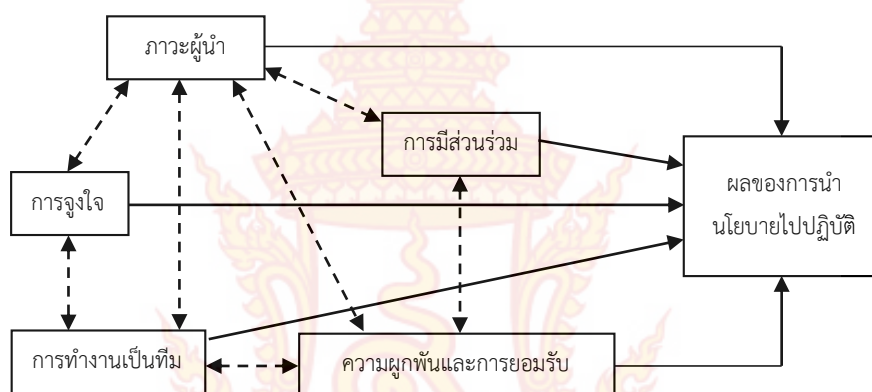 ภาวะผู้นำ
การมีส่วนร่วม
การจูงใจ
ผลของการนำ
นโยบายไปปฏิบัติ
การทำงานเป็นทีม
ความผูกพันและการยอมรับ